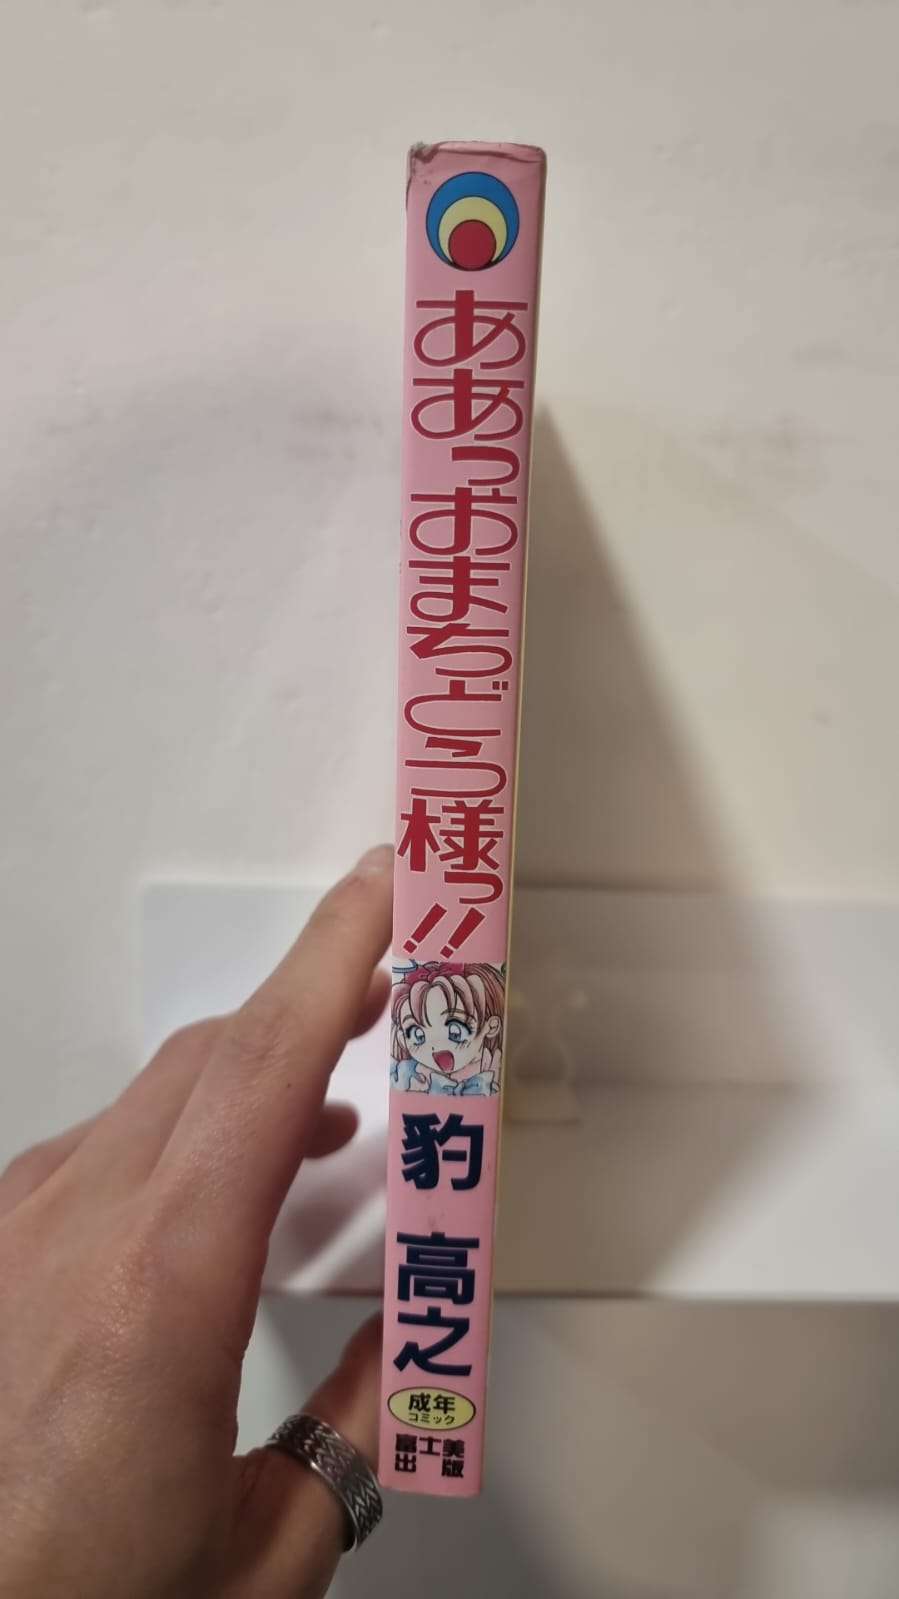 ああっおまちどう様っ!!
豹 高之
成年
コミック
富士美
出版